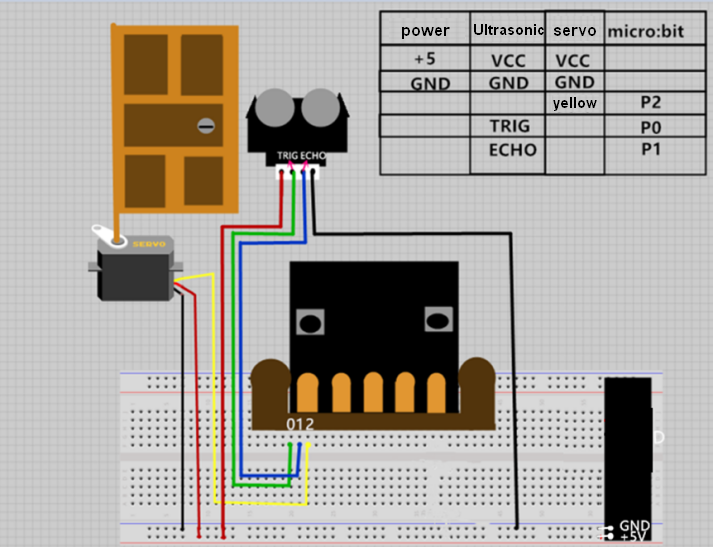 power Ultrasonic servo micro:bit
+5 VCC VCC
GND GND GND
yellow P2
TRIG P0
ECHO P1
TRIG ECHO
SERVO
012
D
GND
+5V